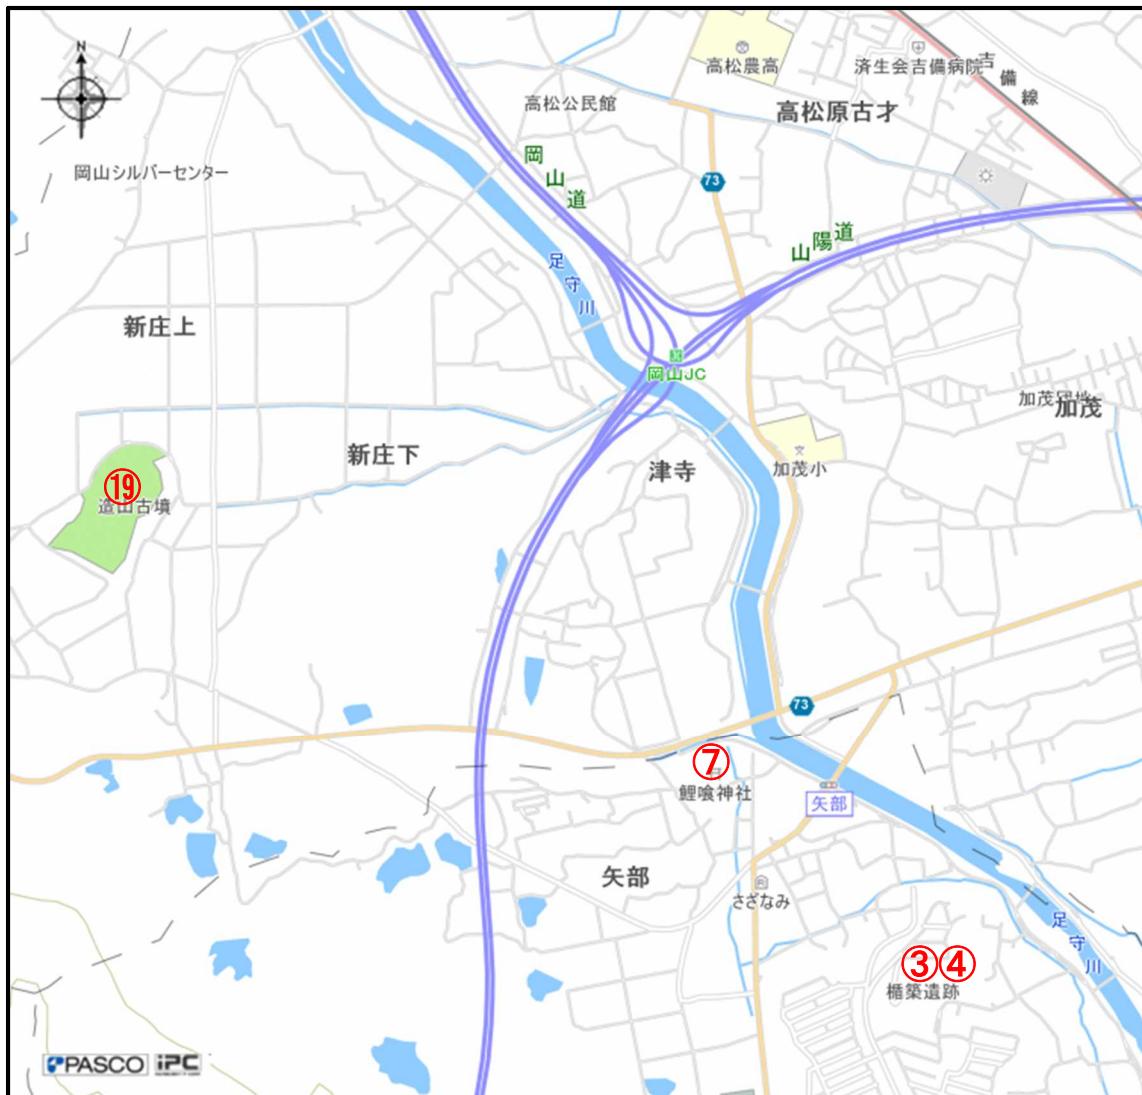 N
高松農高
済生会吉備病院
吉備線
高松公民館
高松原古才
岡山シルバーセンター
岡山道
73
山陽道
足守川
新庄上
岡山JC
加茂団地
加茂
新庄下
津寺
加茂小
⑲
造山古墳
73
⑦
鯉喰神社
矢部
矢部
さざなみ
足守川
③④
楯築遺跡
PASCO iPC